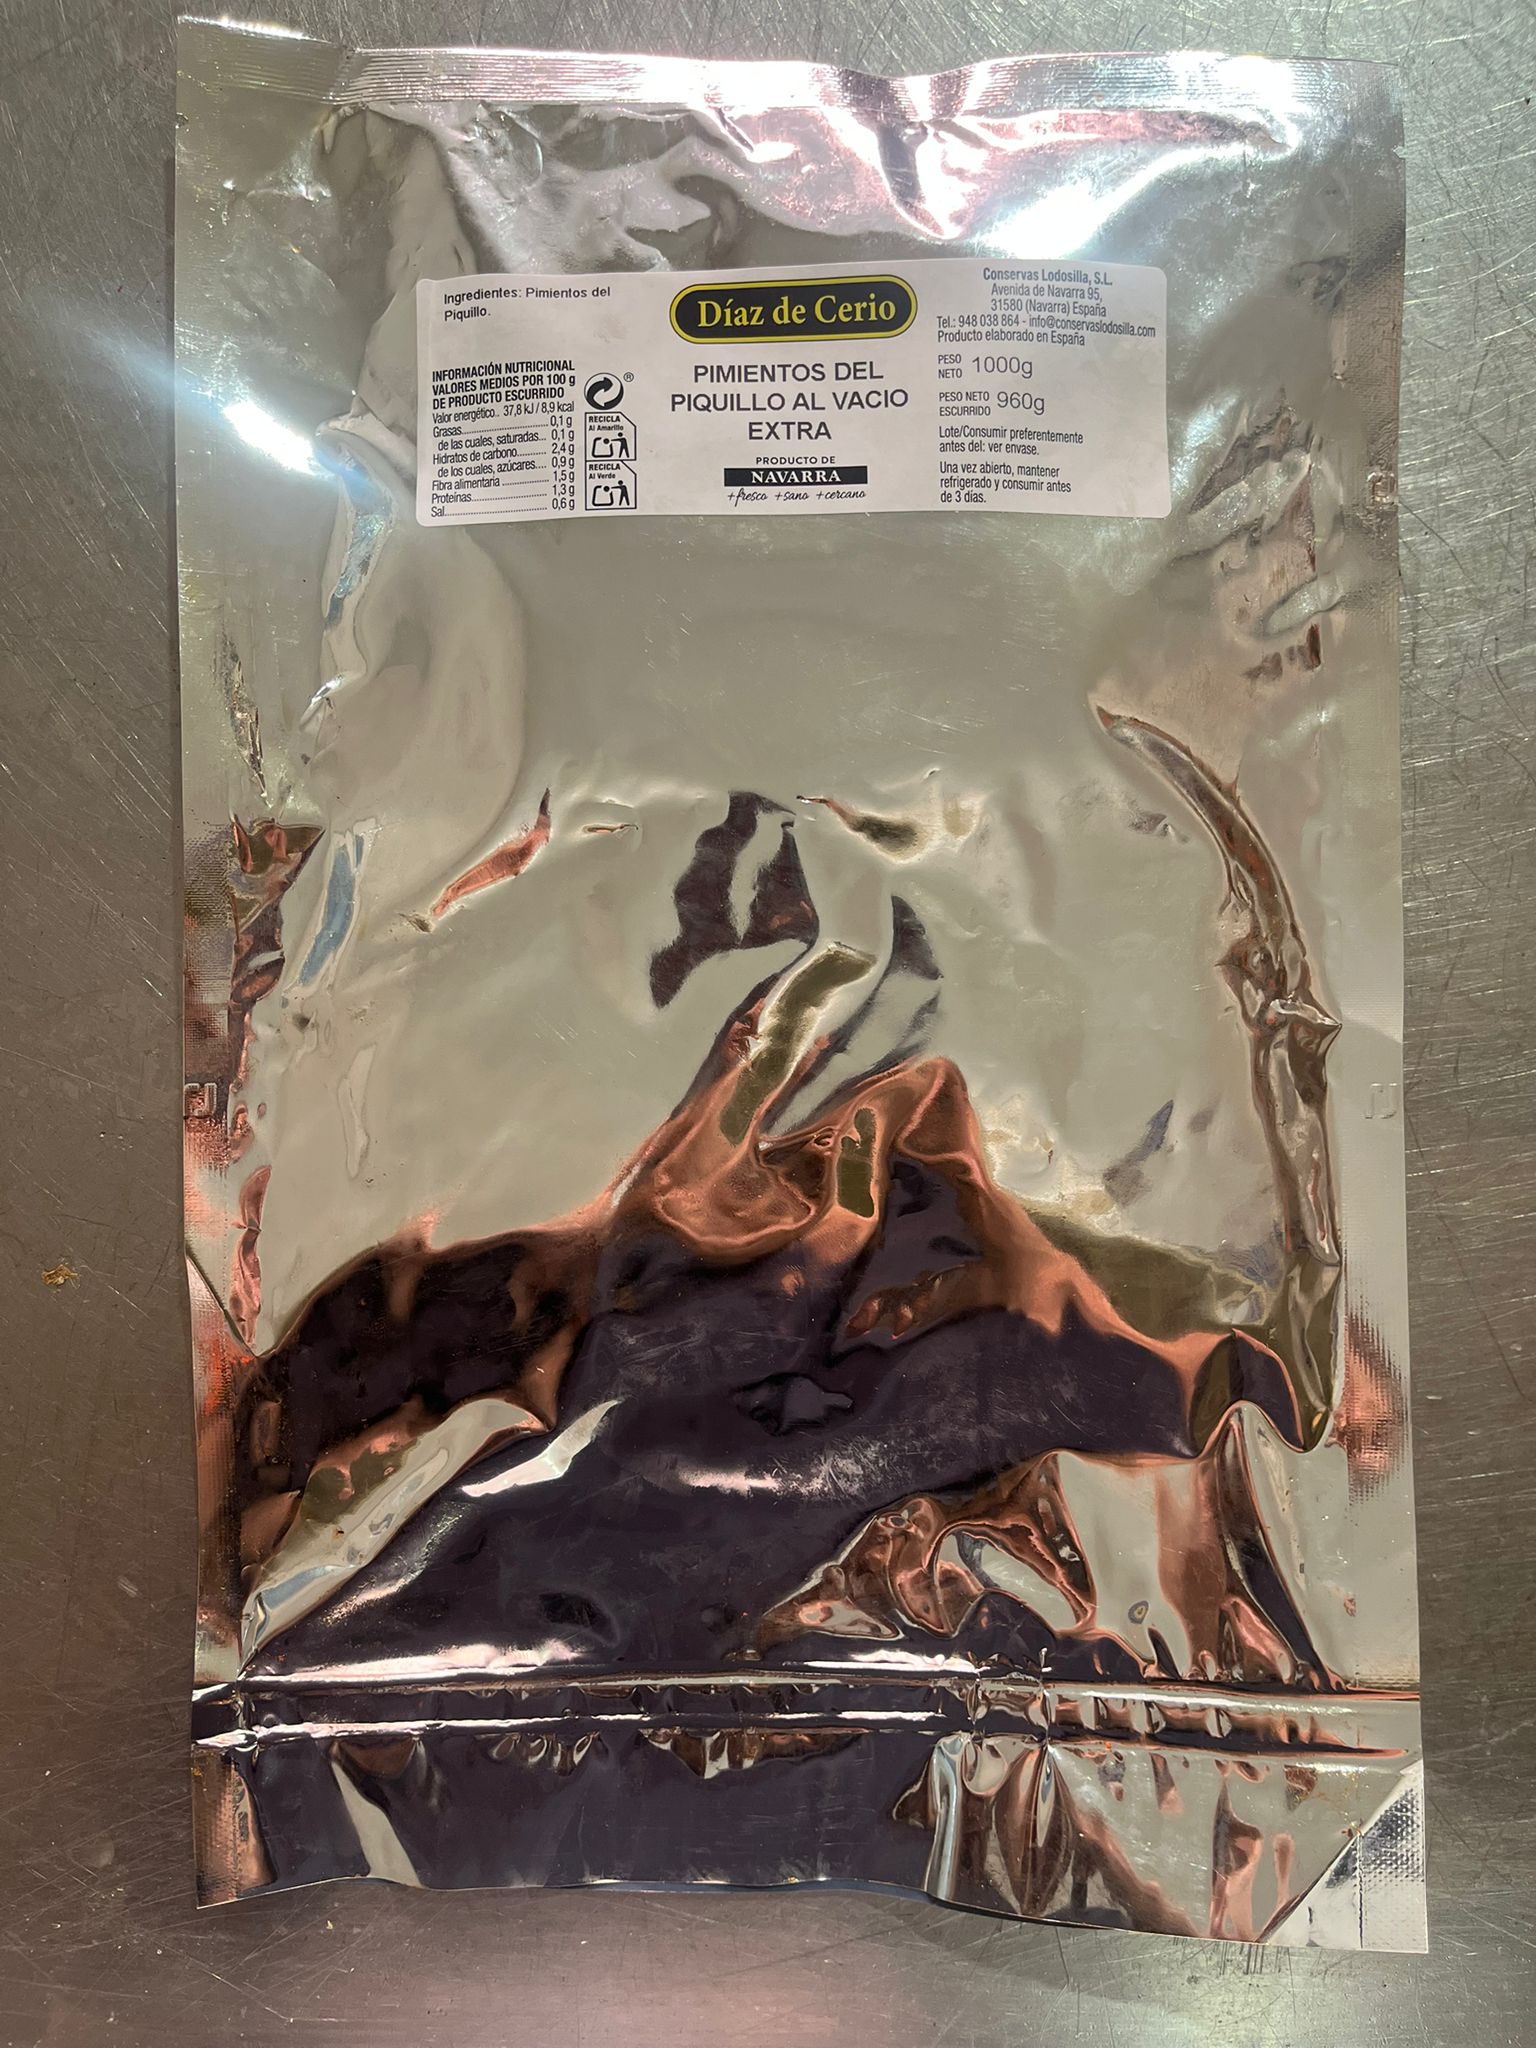 Ingredientes: Pimientos del
Piquillo.
INFORMACIÓN NUTRICIONAL
VALORES MEDIOS POR 100 g
DE PRODUCTO ESCURRIDO
Valor energético.. 37,8 kJ / 8,9 kcal
Grasas.......................... 0,1 g
de las cuales, saturadas... 0,1 g
Hidratos de carbono.......... 2,4 g
de los cuales, azúcares.... 0,9 g
Fibra alimentaria ............... 1,5 g
Proteínas......................... 1,3 g
Sal.................................. 0,6 g
®
RECICLA
Al Amarillo
RECICLA
Al Verde
Díaz de Cerio
PIMIENTOS DEL
PIQUILLO AL VACIO
EXTRA
PRODUCTO DE
NAVARRA
+fresco +sano +cercano
Conservas Lodosilla, S.L.
Avenida de Navarra 95,
31580 (Navarra) España
Tel.: 948 038 864 - info@conservaslodosilla.com
Producto elaborado en España
PESO
NETO 1000g
PESO NETO
ESCURRIDO 960g
Lote/Consumir preferentemente
antes del: ver envase.
Una vez abierto, mantener
refrigerado y consumir antes
de 3 días.